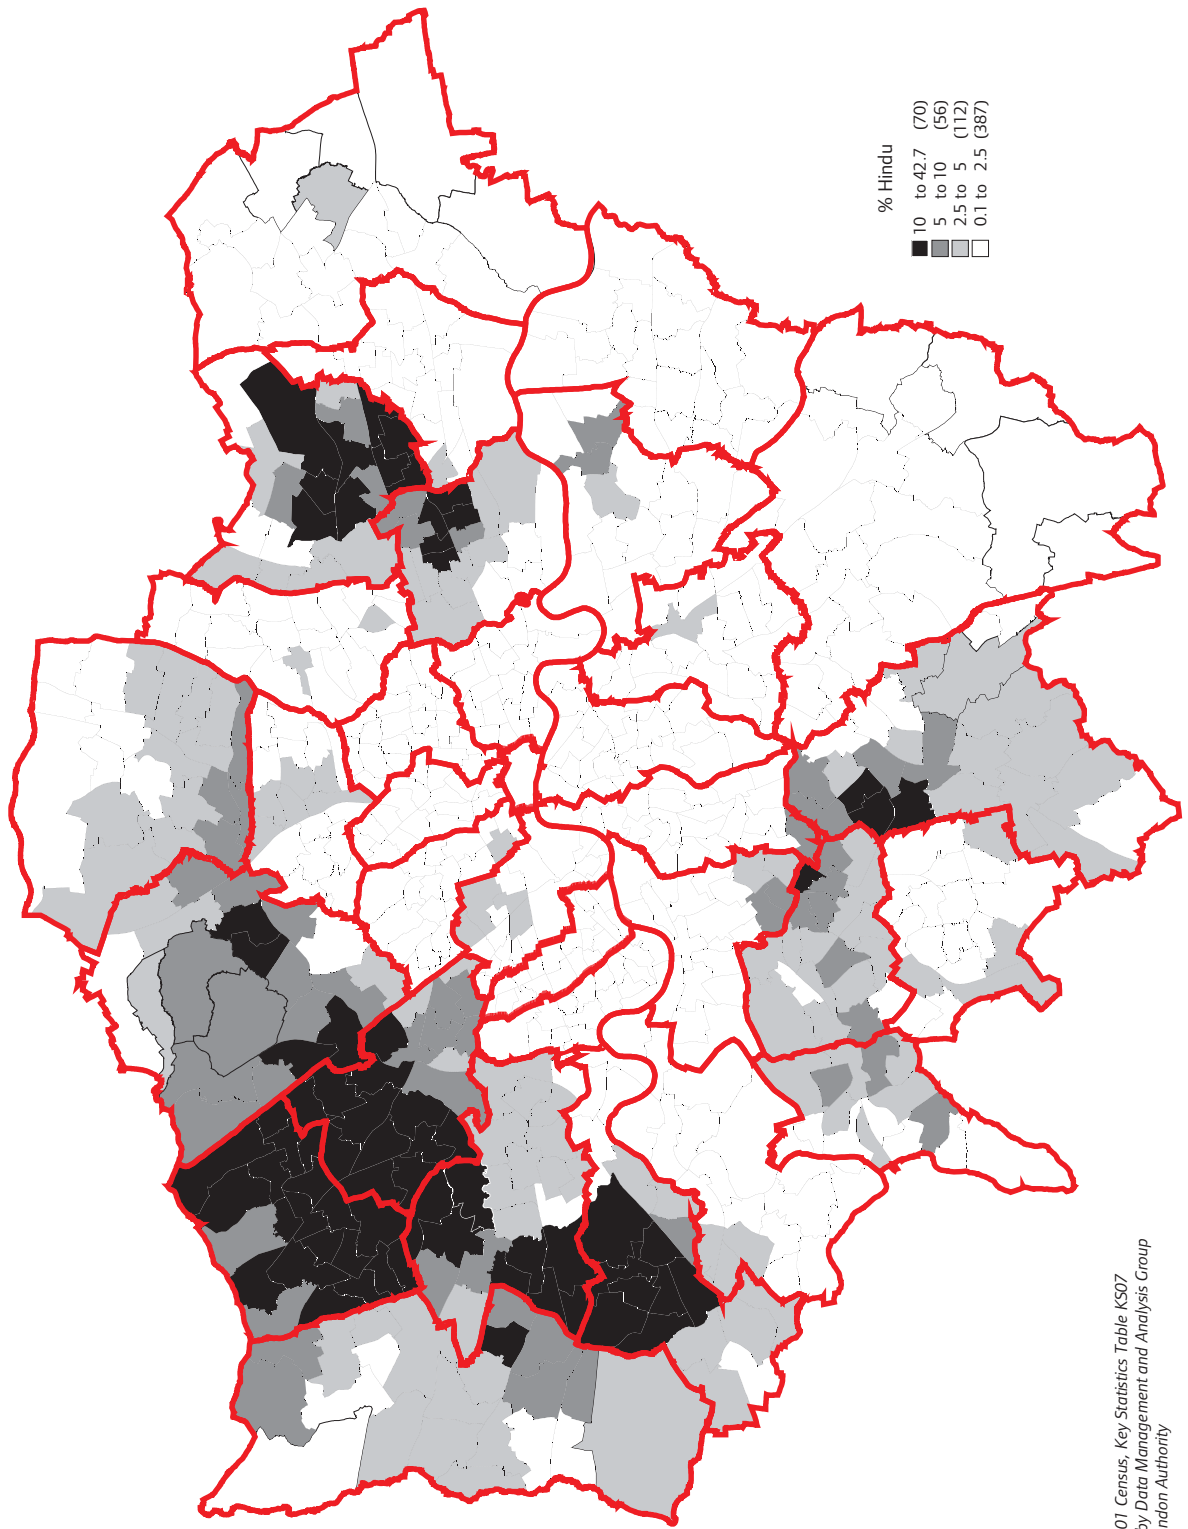 % Hindu
10 to 42.7 (70)
5 to 10 (56)
2.5 to 5 (112)
0.1 to 2.5 (387)
01 Census, Key Statistics Table KS07
by Data Management and Analysis Group
ndon Authority